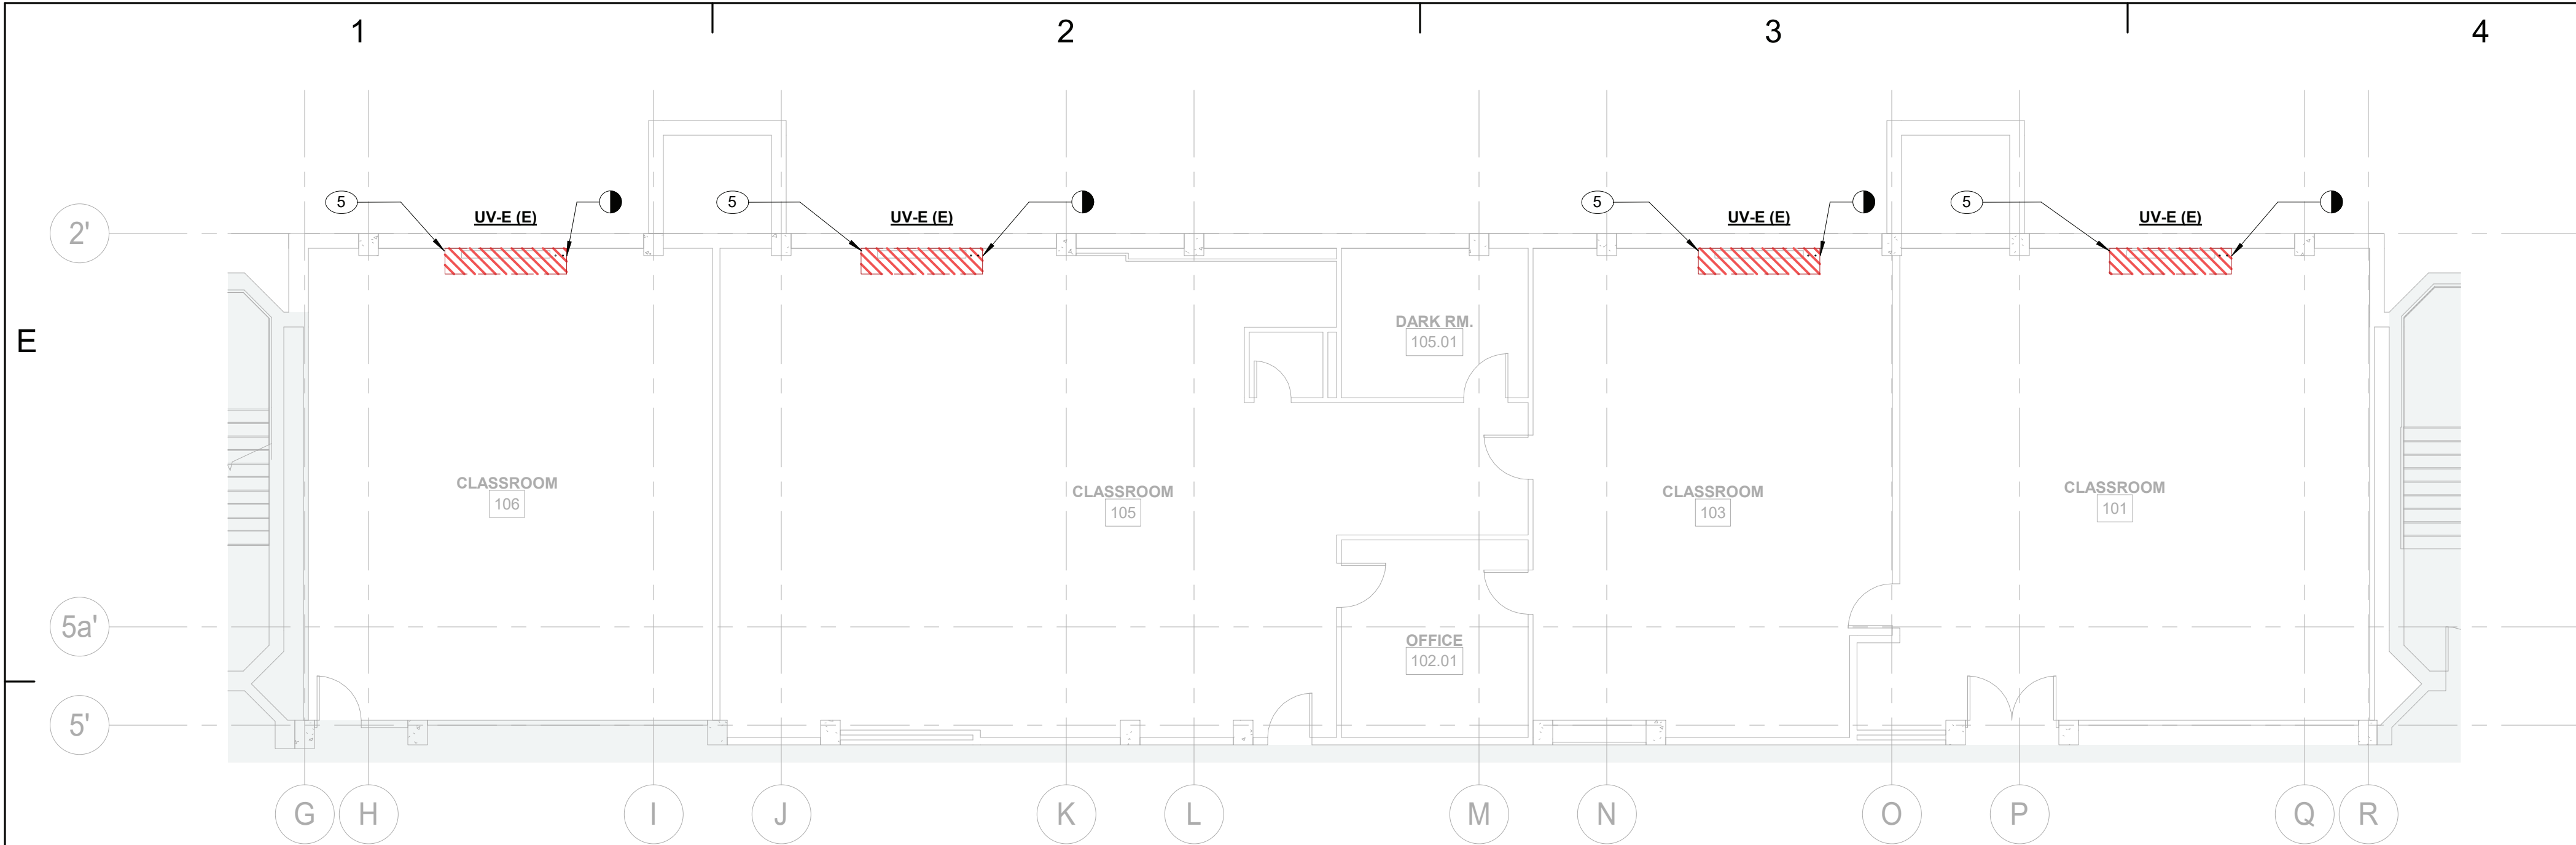 1 2 3 4
5 UV-E (E) 5 UV-E (E) 5 UV-E (E) 5 UV-E (E)
2'
E
DARK RM.
105.01
CLASSROOM
106
CLASSROOM
105
CLASSROOM
103
CLASSROOM
101
5a'
OFFICE
102.01
5'
G H I J K L M N O P Q R